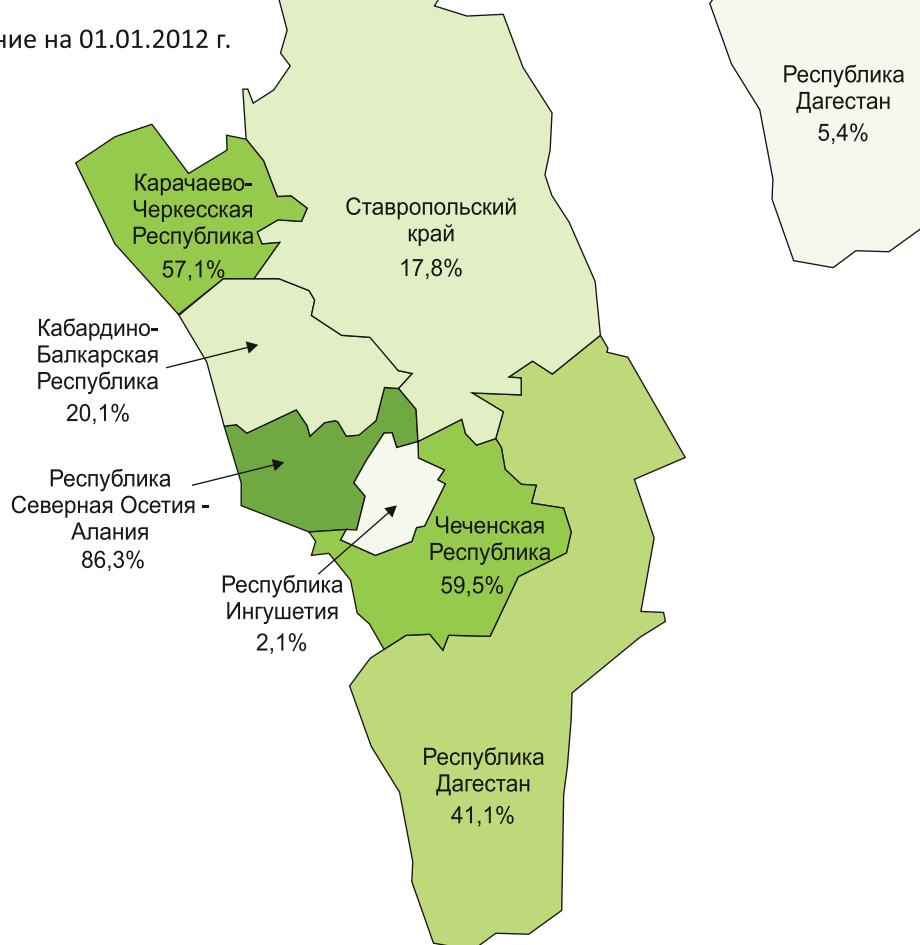 на 01.01.2012 г.
Республика
Дагестан
5,4%
Карачаево-
Черкесская
Республика
57,1%
Ставропольский
край
17,8%
Кабардино-
Балкарская
Республика
20,1%
Республика
Северная Осетия -
Алания
86,3%
Республика
Ингушетия
2,1%
Чеченская
Республика
59,5%
Республика
Дагестан
41,1%